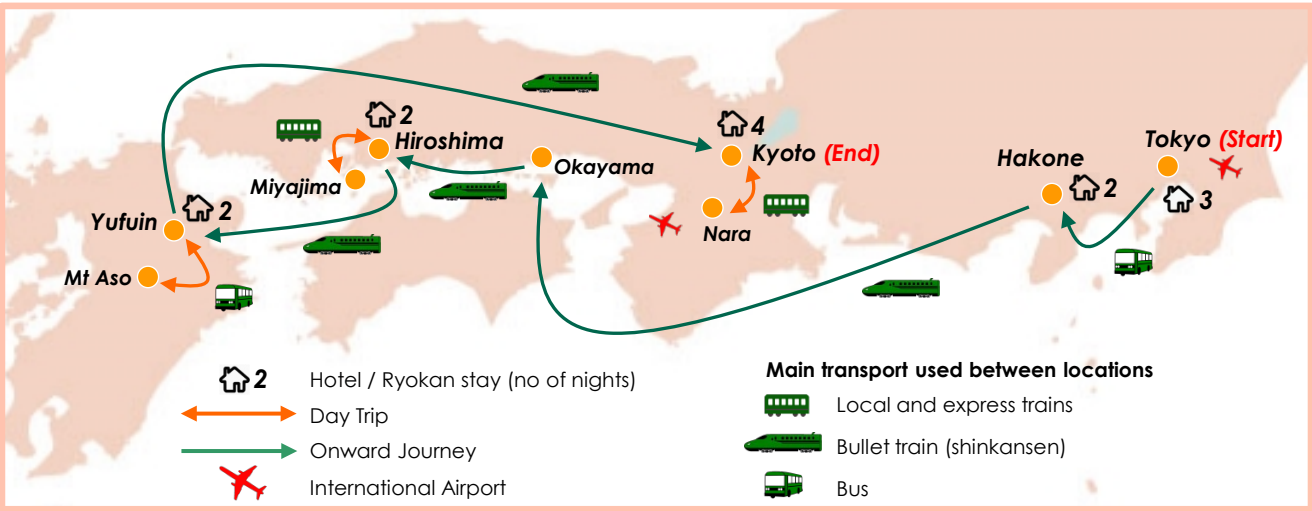 2
Hiroshima
Miyajima
Okayama
4
Kyoto (End)
Nara
Tokyo (Start)
3
Hakone
2
Yufuin
2
Mt Aso
2 Hotel / Ryokan stay (no of nights)
Day Trip
Onward Journey
International Airport
Main transport used between locations
Local and express trains
Bullet train (shinkansen)
Bus